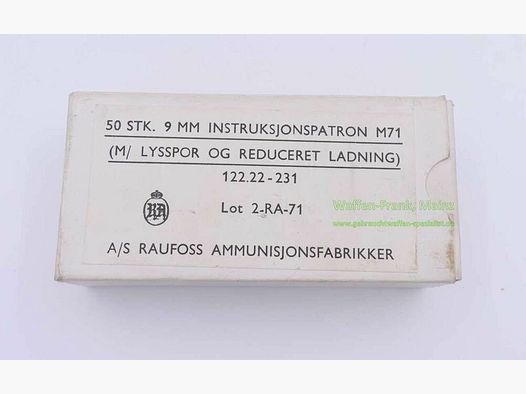 50 STK. 9 MM INSTRUKSJONSPATRON M71
(M/ LYSSPOR OG REDUCERET LADNING)
122.22-231
Waffen-Frank, Mainz
RA
Lot 2-RA-71
www.gebrauchtwaffen-spezialist.de
A/S RAUFOSS AMMUNISJONSFABRIKKER